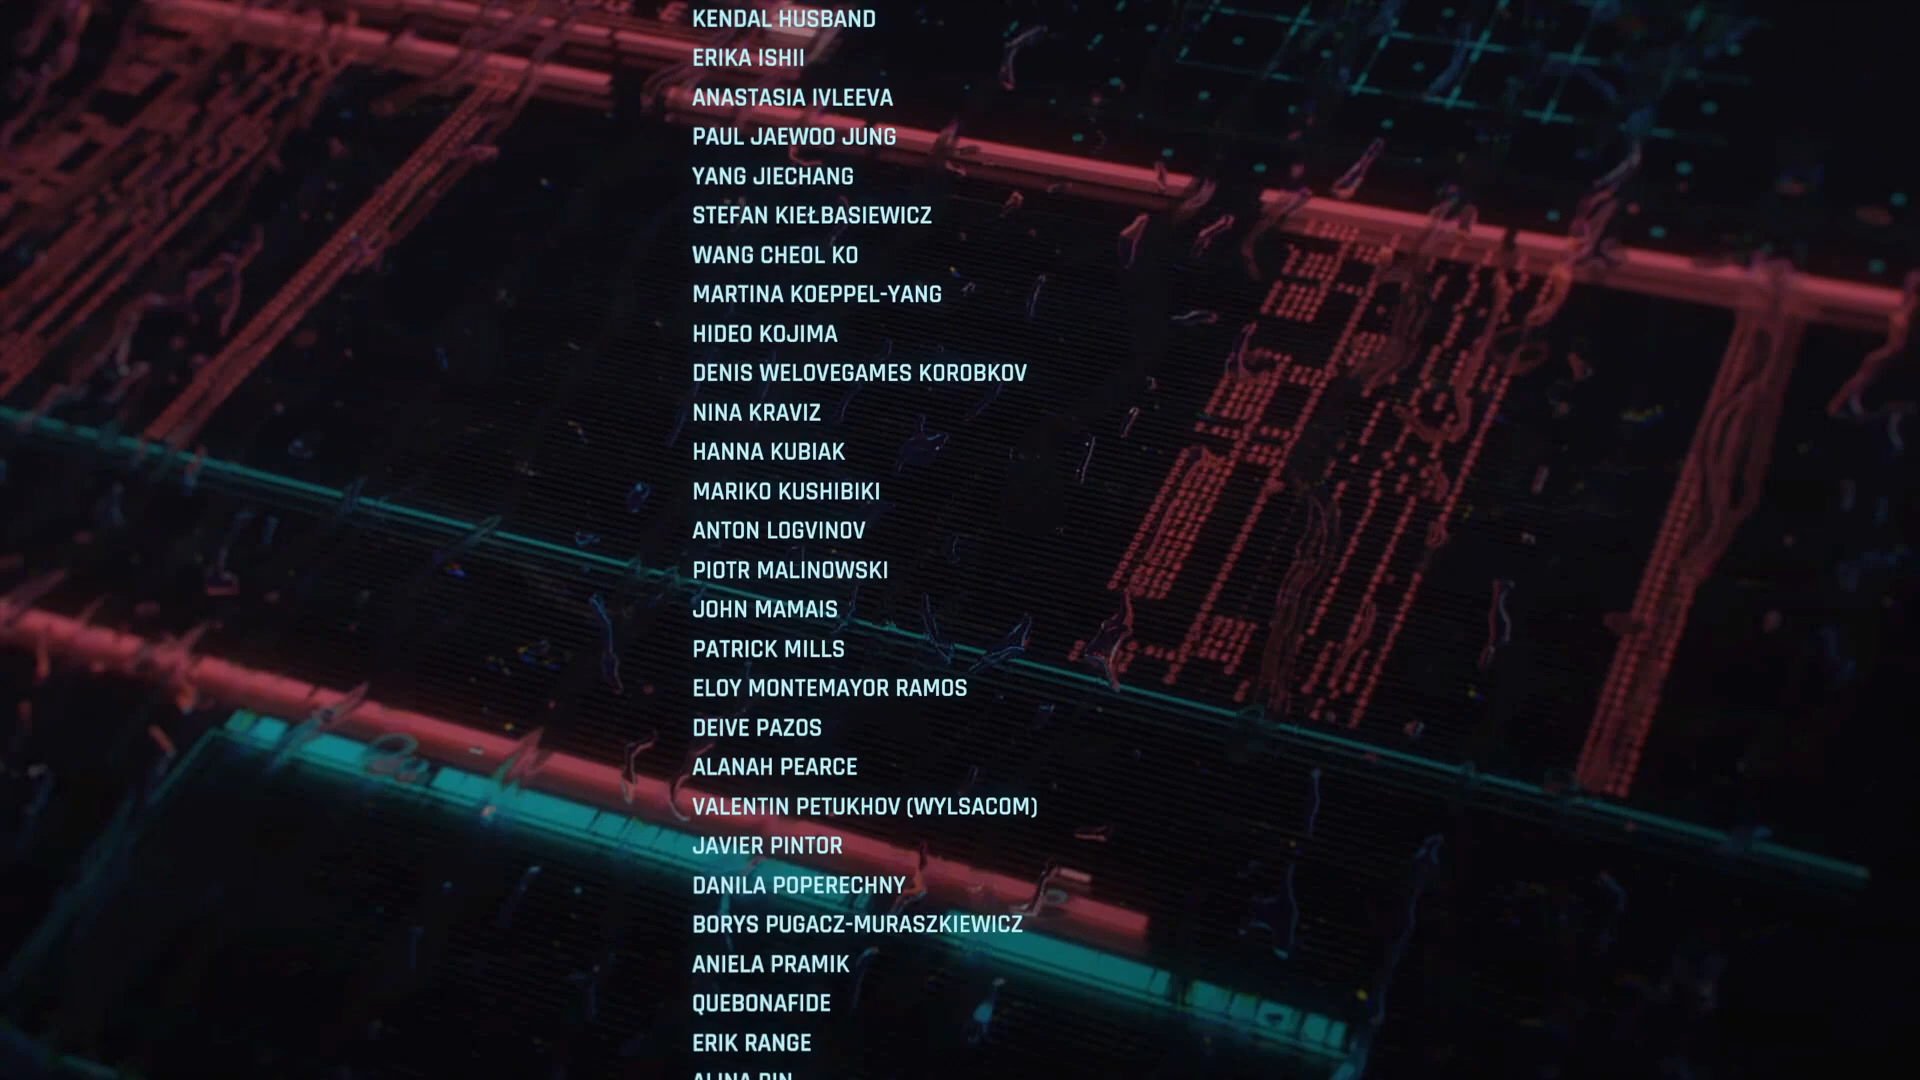 KENDAL HUSBAND
ERIKA ISHII
ANASTASIA IVLEEVA
PAUL JAEWOO JUNG
YANG JIECHANG
STEFAN KIEŁBASIEWICZ
WANG CHEOL KO
MARTINA KOEPPEL-YANG
HIDEO KOJIMA
DENIS WELOVEGAMES KOROBKOV
NINA KRAVIZ
HANNA KUBIAK
MARIKO KUSHIBIKI
ANTON LOGVINOV
PIOTR MALINOWSKI
JOHN MAMAIS
PATRICK MILLS
ELOY MONTEMAYOR RAMOS
DEIVE PAZOS
ALANAH PEARCE
VALENTIN PETUKHOV (WYLSACOM)
JAVIER PINTOR
DANILA POPERECHNY
BORYS PUGACZ-MURASZKIEWICZ
ANIELA PRAMIK
QUEBONAFIDE
ERIK RANGE
ALINA